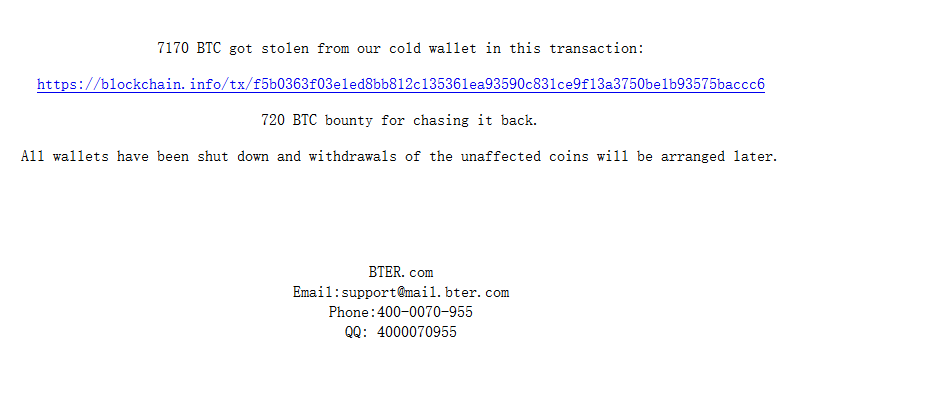 7170 BTC got stolen from our cold wallet in this transaction:
https://blockchain.info/tx/f5b0363f03e1ed8bb812c135361ea93590c831ce9f13a3750be1b93575baccc6
720 BTC bounty for chasing it back.
All wallets have been shut down and withdrawals of the unaffected coins will be arranged later.
BTER.com
Email:support@mail.bter.com
Phone:400-0070-955
QQ: 4000070955